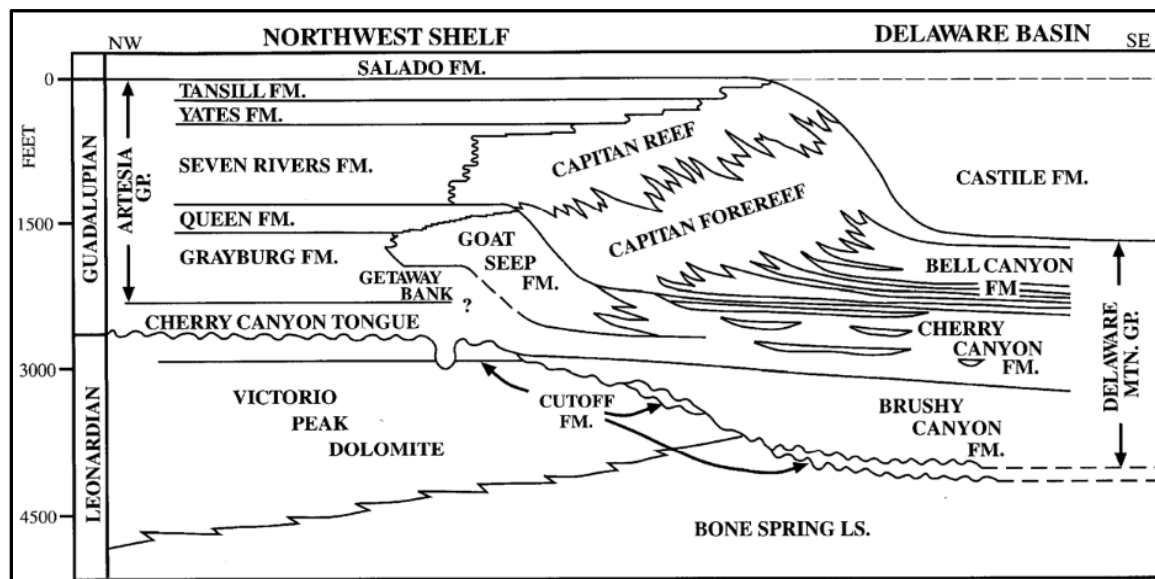 NW
NORTHWEST SHELF
DELAWARE BASIN
SE
SALADO FM.
0
TANSILL FM.
YATES FM.
FEET
GUADALUPIAN
ARTESIA
GP.
SEVEN RIVERS FM.
CAPITAN REEF
CASTILE FM.
1500
QUEEN FM.
GRAYBURG FM.
GOAT
SEEP
FM.
CAPITAN FOREREEF
GETAWAY
BANK
?
BELL CANYON
FM
CHERRY CANYON TONGUE
CHERRY
CANYON
FM.
DELAWARE
MTN. GP.
3000
LEONARDIAN
VICTORIO
PEAK
DOLOMITE
CUTOFF
FM.
BRUSHY
CANYON
FM.
4500
BONE SPRING LS.